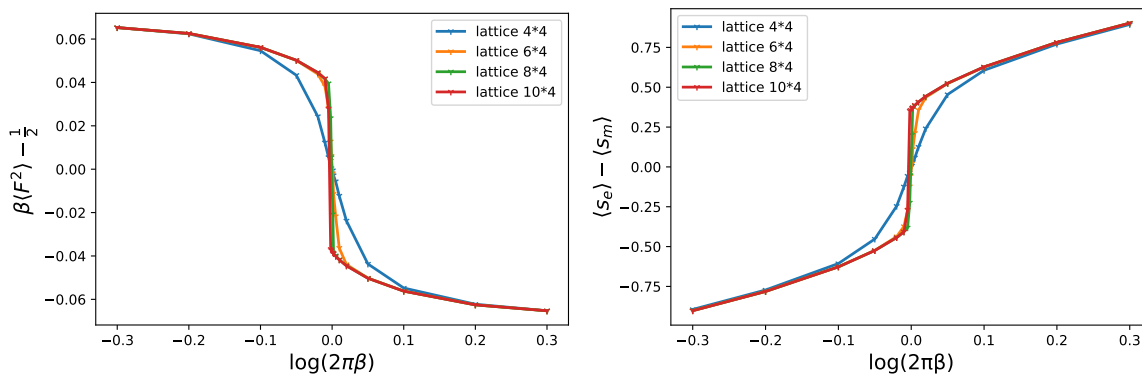 0.06
0.04
0.02
0.00
−0.02
−0.04
−0.06
β⟨F²⟩ − 1/2
−0.3 −0.2 −0.1 0.0 0.1 0.2 0.3
log(2πβ)
lattice 4*4
lattice 6*4
lattice 8*4
lattice 10*4
0.75
0.50
0.25
0.00
−0.25
−0.50
−0.75
⟨sₑ⟩ − ⟨sₘ⟩
−0.3 −0.2 −0.1 0.0 0.1 0.2 0.3
log(2πβ)
lattice 4*4
lattice 6*4
lattice 8*4
lattice 10*4